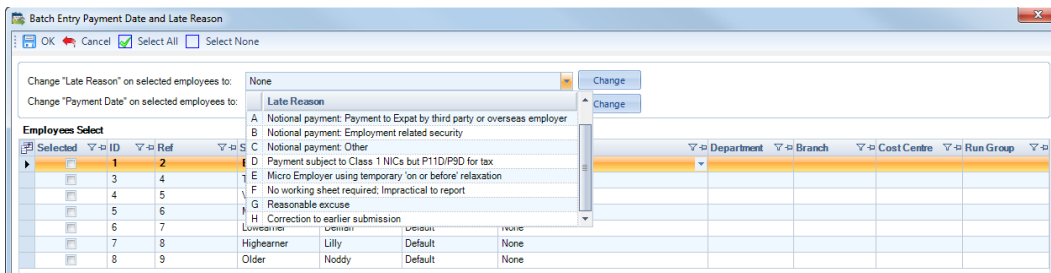 Batch Entry Payment Date and Late Reason
OK Cancel Select All Select None
Change "Late Reason" on selected employees to: None Change
Change "Payment Date" on selected employees to: Change
Late Reason
A Notional payment: Payment to Expat by third party or overseas employer
B Notional payment: Employment related security
C Notional payment: Other
D Payment subject to Class 1 NICs but P11D/P9D for tax
E Micro Employer using temporary 'on or before' relaxation
F No working sheet required; Impractical to report
G Reasonable excuse
H Correction to earlier submission
Employees Select
Selected ID Ref S Department Branch Cost Centre Run Group
1 2
3 4
4 5
5 6
6 7 Lowearner Default None
7 8 Highearner Lilly Default None
8 9 Older Noddy Default None